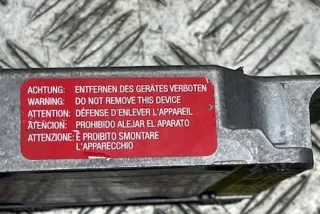 ACHTUNG: ENTFERNEN DES GERÄTES VERBOTEN
WARNING: DO NOT REMOVE THIS DEVICE
ATTENTION: DÉFENSE D'ENLEVER L'APPAREIL
ATENCION: PROHIBIDO ALEJAR EL APARATO
ATTENZIONE: È PROIBITO SMONTARE
L'APPARECCHIO